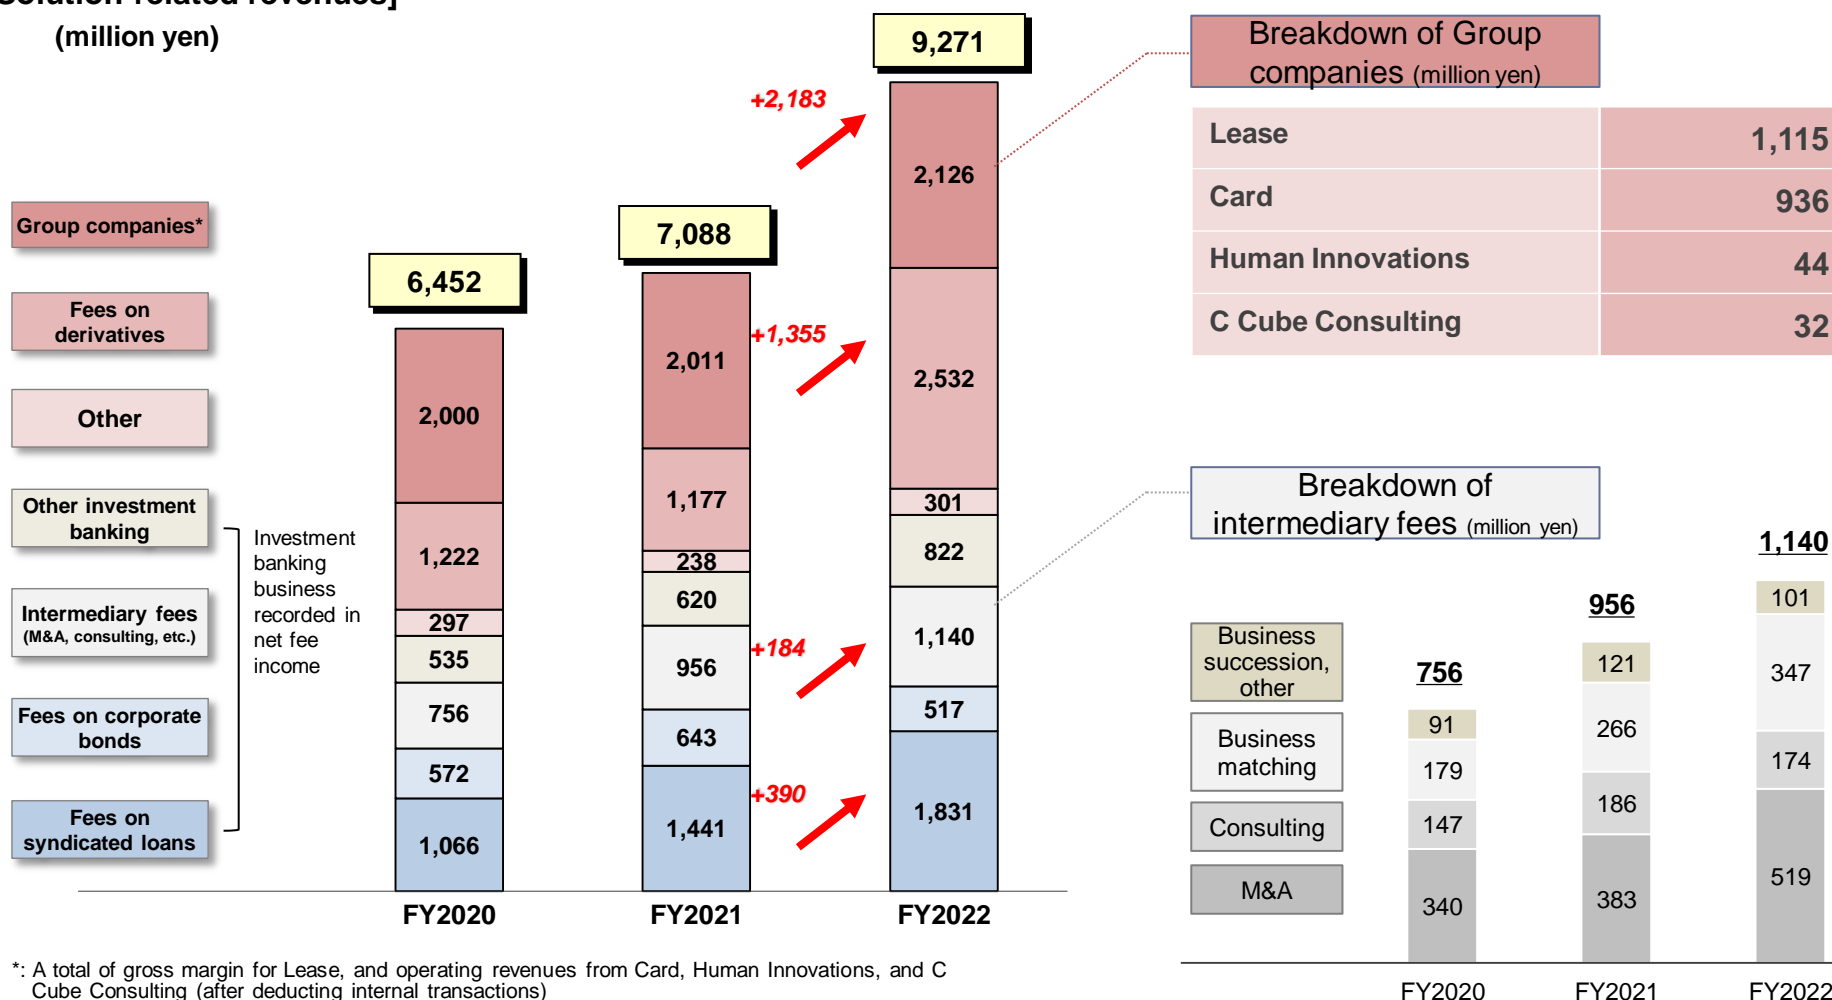 Solution-related revenues]
(million yen)
Group companies*
Fees on
derivatives
Other
Other investment
banking
Intermediary fees
(M&A, consulting, etc.)
Fees on corporate
bonds
Fees on
syndicated loans
Investment
banking
business
recorded in
net fee
income
6,452
2,000
1,222
297
535
756
572
1,066
FY2020
7,088
2,011
1,177
238
620
956
643
1,441
FY2021
+2,183
+1,355
+184
+390
9,271
2,126
2,532
301
822
1,140
517
1,831
FY2022
*: A total of gross margin for Lease, and operating revenues from Card, Human Innovations, and C
Cube Consulting (after deducting internal transactions)
Breakdown of Group
companies (million yen)
Lease 1,115
Card 936
Human Innovations 44
C Cube Consulting 32
Breakdown of
intermediary fees (million yen)
Business
succession,
other
Business
matching
Consulting
M&A
756
91
179
147
340
FY2020
956
121
266
186
383
FY2021
1,140
101
347
174
519
FY2022